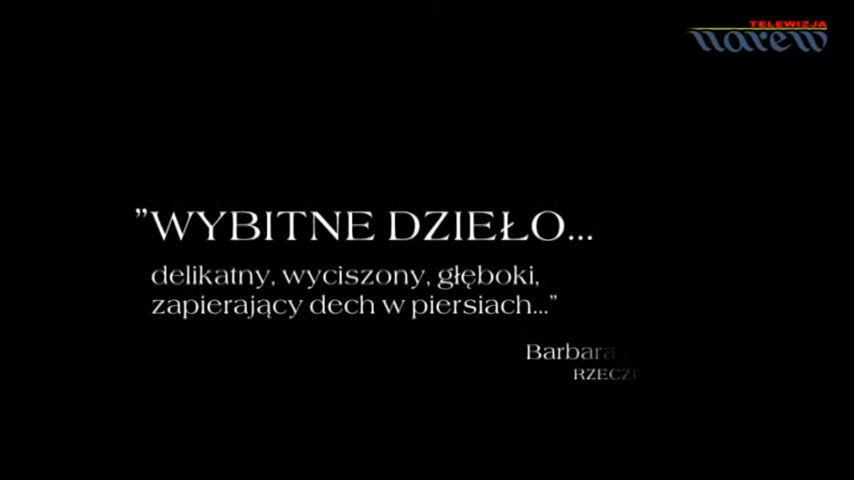 TELEWIZJA
narew
"WYBITNE DZIEŁO...
delikatny, wyciszony, głęboki,
zapierający dech w piersiach..."
Barbara